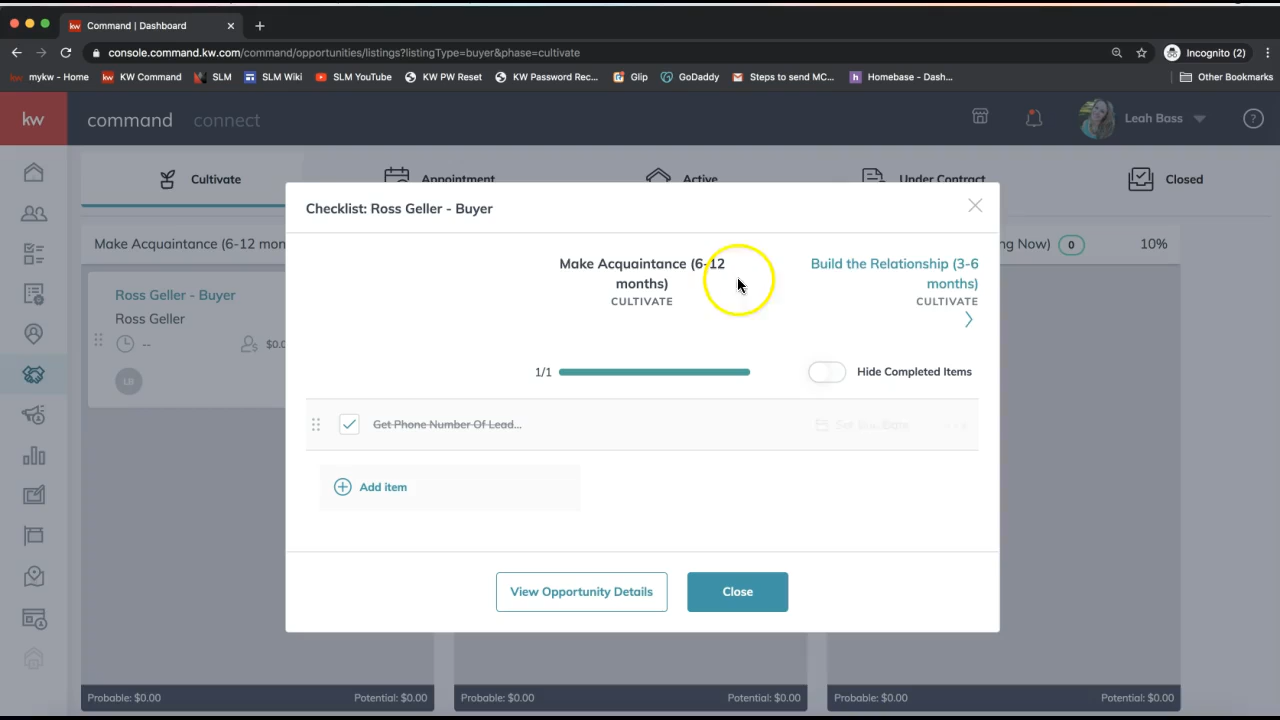 Command | Dashboard
console.command.kw.com/command/opportunities/listings?listingType=buyer&phase=cultivate
Incognito (2)
mykw - Home
KW Command
SLM
SLM Wiki
SLM YouTube
KW PW Reset
KW Password Rec...
Glip
GoDaddy
Steps to send MC...
Homebase - Dash...
Other Bookmarks
kw
command
connect
Leah Bass
Cultivate
Appointment
Active
Under Contract
Closed
Checklist: Ross Geller - Buyer
Make Acquaintance (6-12 mon
ng Now)
0
10%
Make Acquaintance (6-12
months)
CULTIVATE
Build the Relationship (3-6
months)
CULTIVATE
Ross Geller - Buyer
Ross Geller
--
$0.0
LB
1/1
Hide Completed Items
Get Phone Number Of Lead...
Set Due Date
Add item
View Opportunity Details
Close
Probable: $0.00
Potential: $0.00
Probable: $0.00
Potential: $0.00
Probable: $0.00
Potential: $0.00